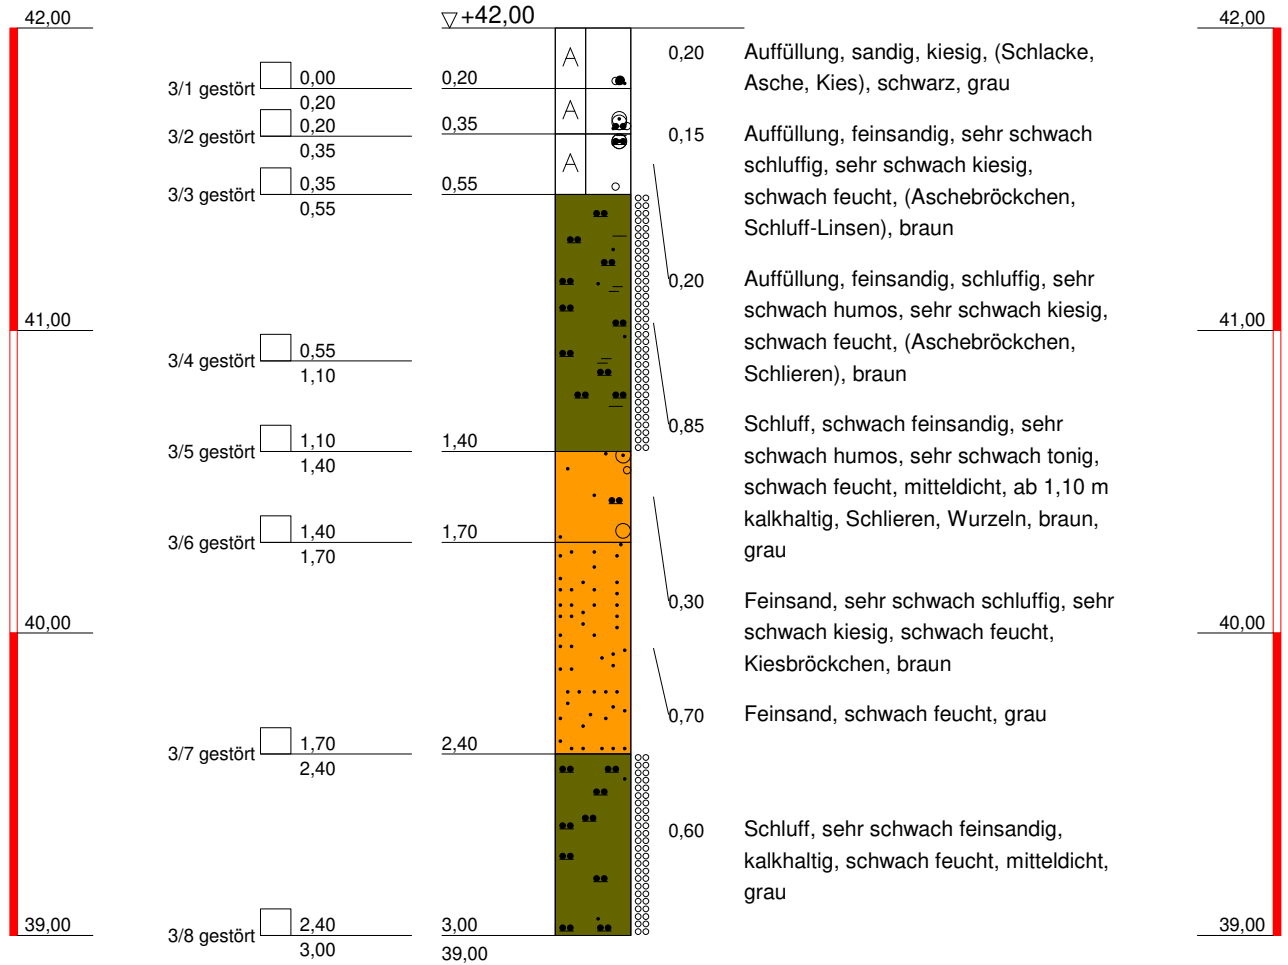 42,00
▽ +42,00
42,00
0,20
Auffüllung, sandig, kiesig, (Schlacke,
Asche, Kies), schwarz, grau
A
3/1 gestört
0,00
0,20
0,20
3/2 gestört
0,20
0,35
0,35
A
0,15
Auffüllung, feinsandig, sehr schwach
schluffig, sehr schwach kiesig,
schwach feucht, (Aschebröckchen,
Schluff-Linsen), braun
3/3 gestört
0,35
0,55
0,55
A
0,20
Auffüllung, feinsandig, schluffig, sehr
schwach humos, sehr schwach kiesig,
schwach feucht, (Aschebröckchen,
Schlieren), braun
41,00
41,00
3/4 gestört
0,55
1,10
0,85
Schluff, schwach feinsandig, sehr
schwach humos, sehr schwach tonig,
schwach feucht, mitteldicht, ab 1,10 m
kalkhaltig, Schlieren, Wurzeln, braun,
grau
3/5 gestört
1,10
1,40
1,40
3/6 gestört
1,40
1,70
1,70
0,30
Feinsand, sehr schwach schluffig, sehr
schwach kiesig, schwach feucht,
Kiesbröckchen, braun
40,00
40,00
0,70
Feinsand, schwach feucht, grau
3/7 gestört
1,70
2,40
2,40
0,60
Schluff, sehr schwach feinsandig,
kalkhaltig, schwach feucht, mitteldicht,
grau
39,00
3/8 gestört
2,40
3,00
3,00
39,00
39,00